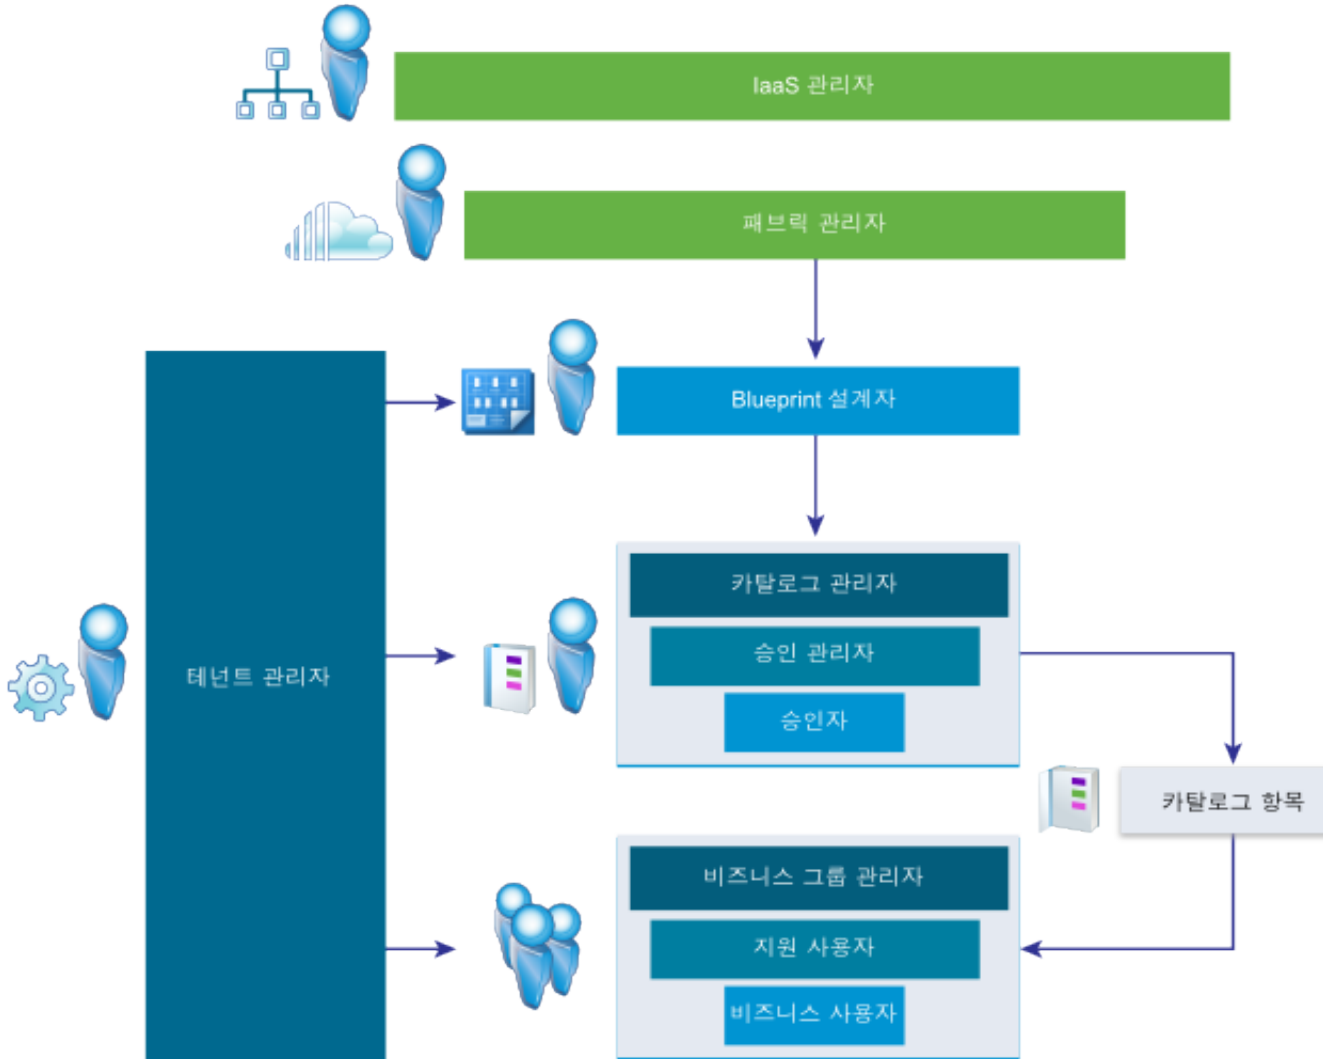 IaaS 관리자
패브릭 관리자
Blueprint 설계자
테넌트 관리자
카탈로그 관리자
승인 관리자
승인자
카탈로그 항목
비즈니스 그룹 관리자
지원 사용자
비즈니스 사용자